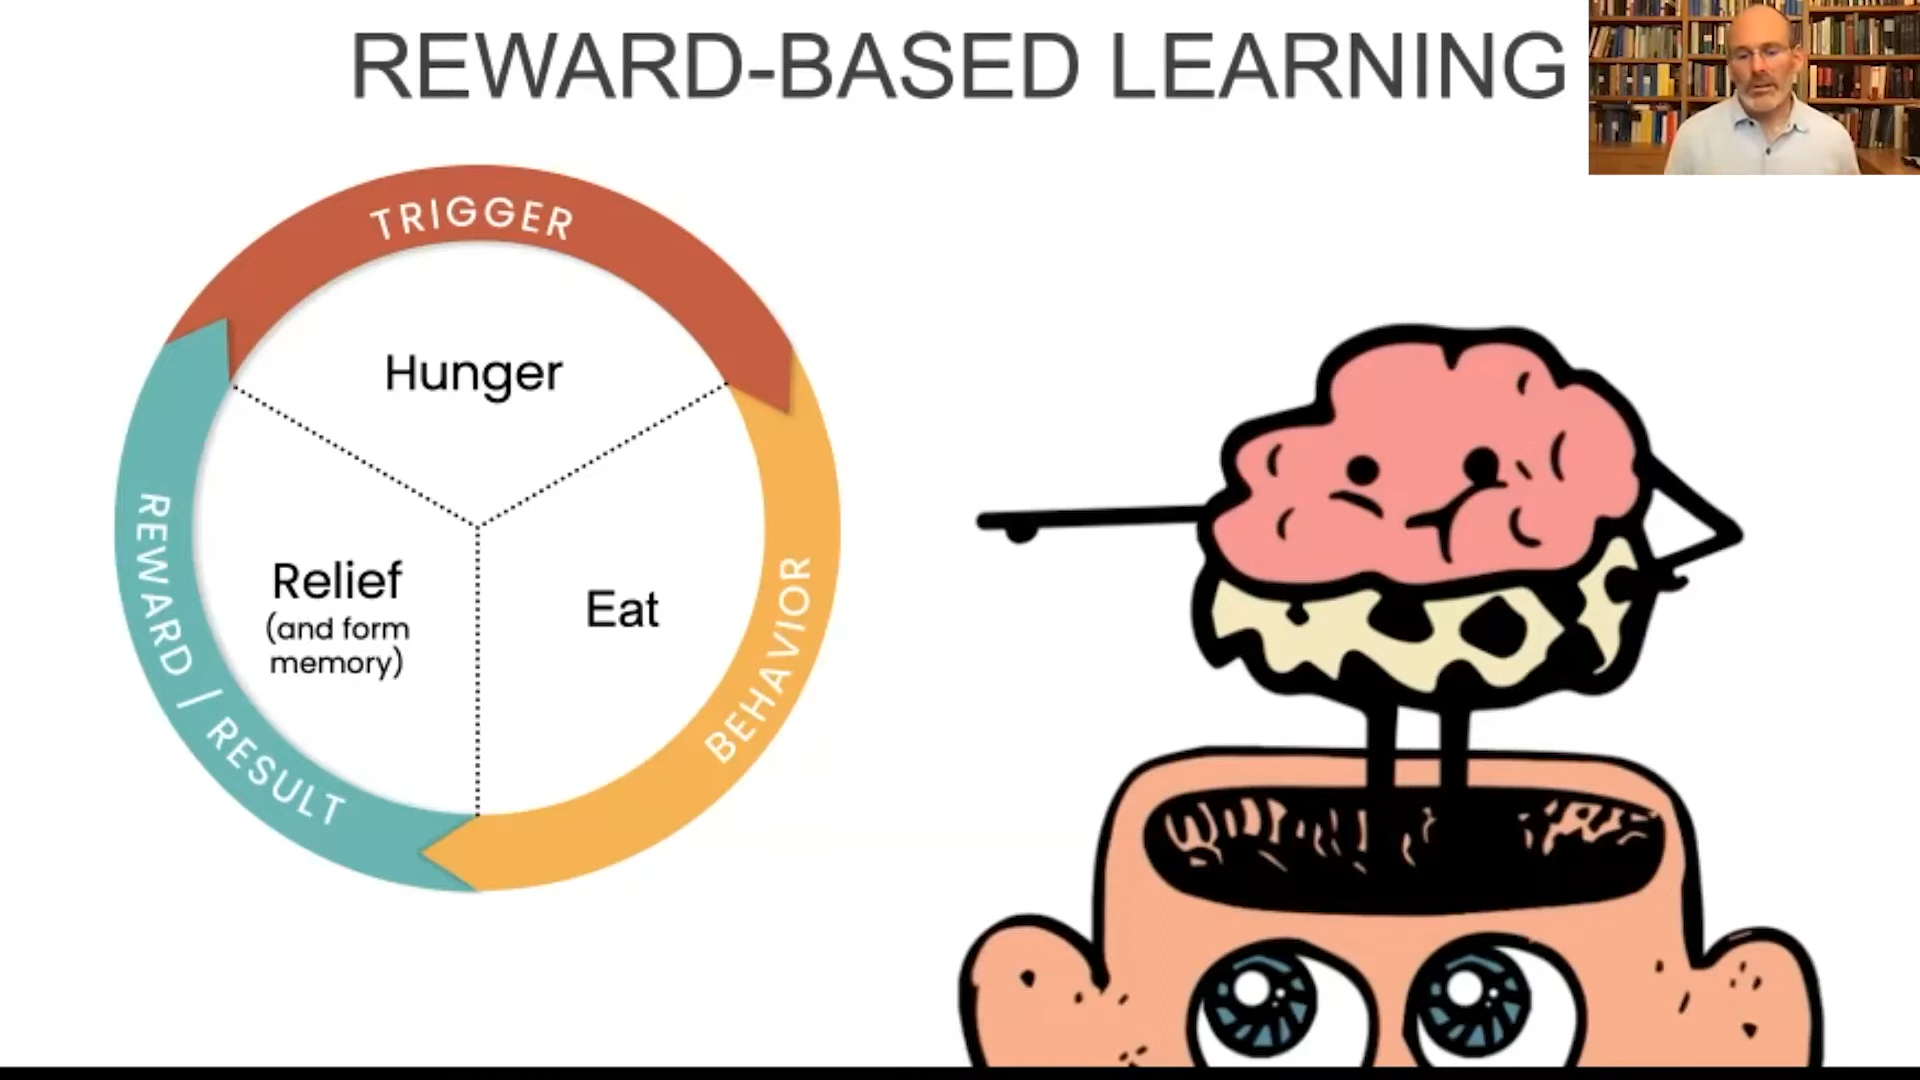 REWARD-BASED LEARNING
TRIGGER
Hunger
BEHAVIOR
Eat
REWARD / RESULT
Relief
(and form
memory)